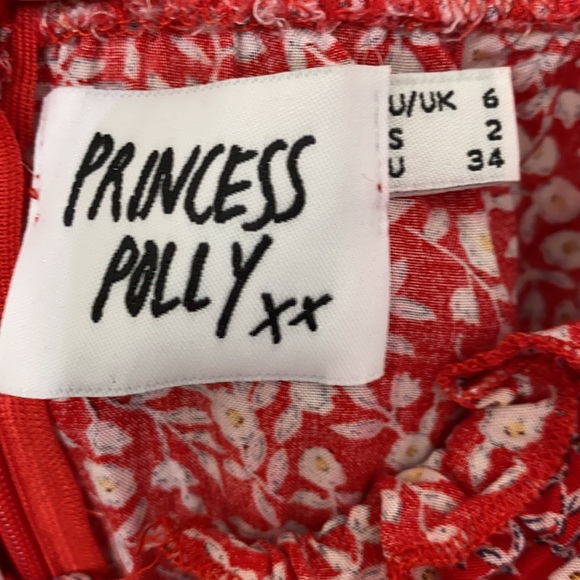 PRINCESS
POLLY xx
U/UK 6
S 2
U 34